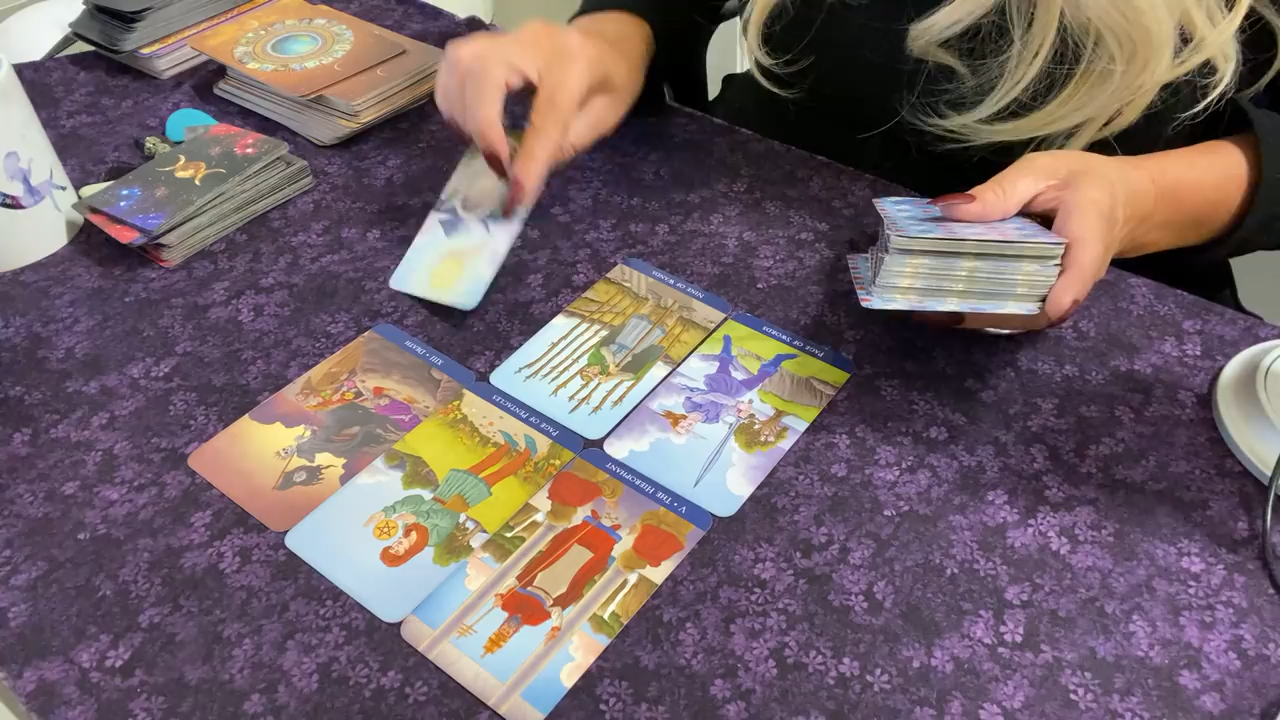 NINE OF WANDS
PAGE OF SWORDS
XIII • DEATH
PAGE OF PENTACLES
V • THE HIEROPHANT